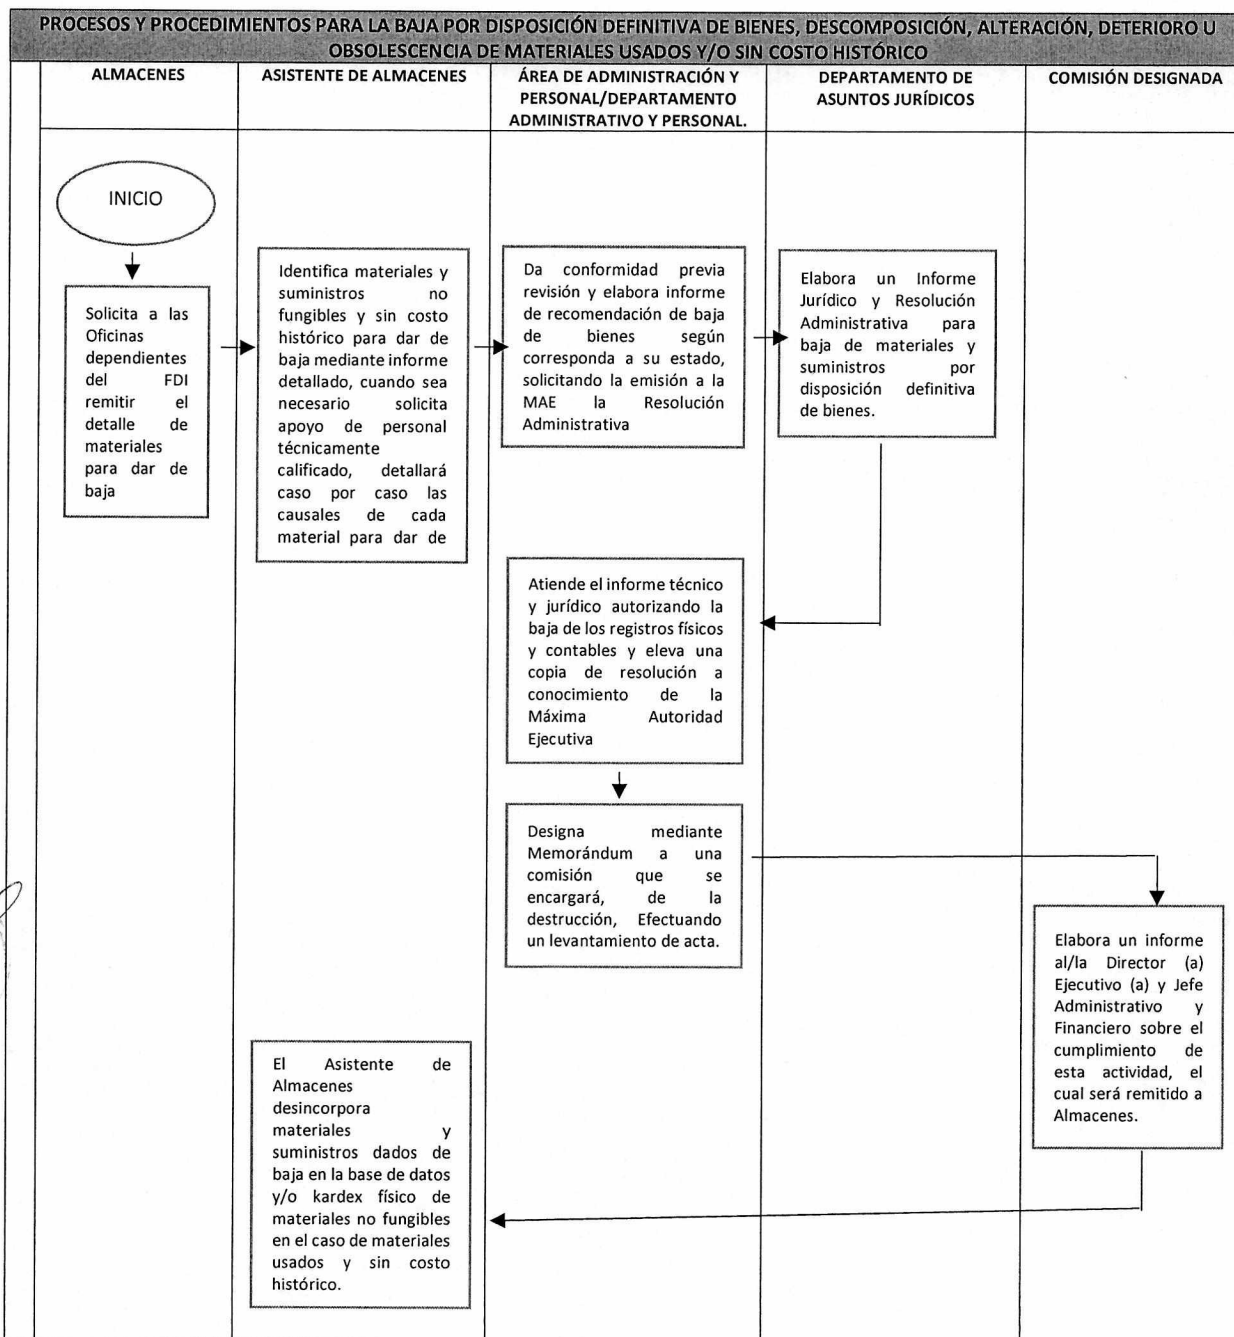 PROCESOS Y PROCEDIMIENTOS PARA LA BAJA POR DISPOSICIÓN DEFINITIVA DE BIENES, DESCOMPOSICIÓN, ALTERACIÓN, DETERIORO U
OBSOLESCENCIA DE MATERIALES USADOS Y/O SIN COSTO HISTÓRICO
ALMACENES
ASISTENTE DE ALMACENES
ÁREA DE ADMINISTRACIÓN Y
PERSONAL/DEPARTAMENTO
ADMINISTRATIVO Y PERSONAL.
DEPARTAMENTO DE
ASUNTOS JURÍDICOS
COMISIÓN DESIGNADA
INICIO
Solicita a las
Oficinas
dependientes
del FDI
remitir el
detalle de
materiales
para dar de
baja
Identifica materiales y
suministros no
fungibles y sin costo
histórico para dar de
baja mediante informe
detallado, cuando sea
necesario solicita
apoyo de personal
técnicamente
calificado, detallará
caso por caso las
causales de cada
material para dar de
Da conformidad previa
revisión y elabora informe
de recomendación de baja
de bienes según
corresponda a su estado,
solicitando la emisión a la
MAE la Resolución
Administrativa
Elabora un Informe
Jurídico y Resolución
Administrativa para
baja de materiales y
suministros por
disposición definitiva
de bienes.
Atiende el informe técnico
y jurídico autorizando la
baja de los registros físicos
y contables y eleva una
copia de resolución a
conocimiento de la
Máxima Autoridad
Ejecutiva
Designa mediante
Memorándum a una
comisión que se
encargará, de la
destrucción, Efectuando
un levantamiento de acta.
Elabora un informe
al/la Director (a)
Ejecutivo (a) y Jefe
Administrativo y
Financiero sobre el
cumplimiento de
esta actividad, el
cual será remitido a
Almacenes.
El Asistente de
Almacenes
desincorpora
materiales y
suministros dados de
baja en la base de datos
y/o kardex físico de
materiales no fungibles
en el caso de materiales
usados y sin costo
histórico.